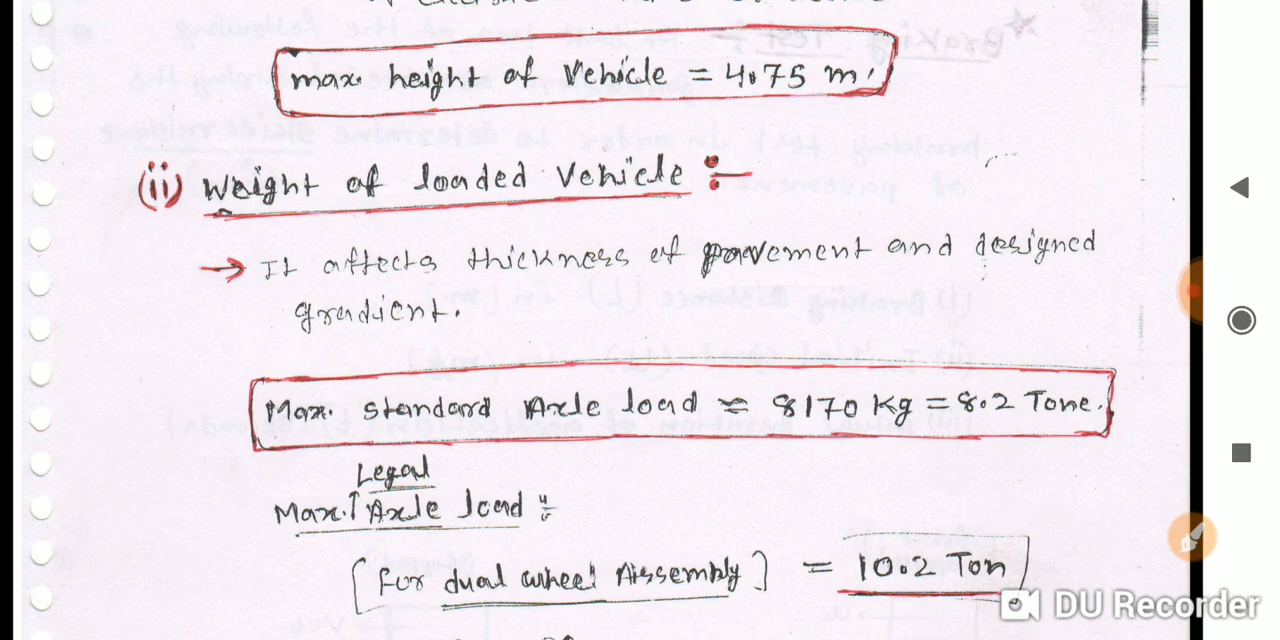 max. height of Vehicle = 4.75 m.
(ii) Weight of loaded Vehicle :-
→ It affects thickness of pavement and designed
gradient.
Max. Standard Axle load = 8170 Kg = 8.2 Tone.
Legal
Max.↑ Axle load :-
[For dual wheel Aissembly] = 10.2 Ton
DU Recorder